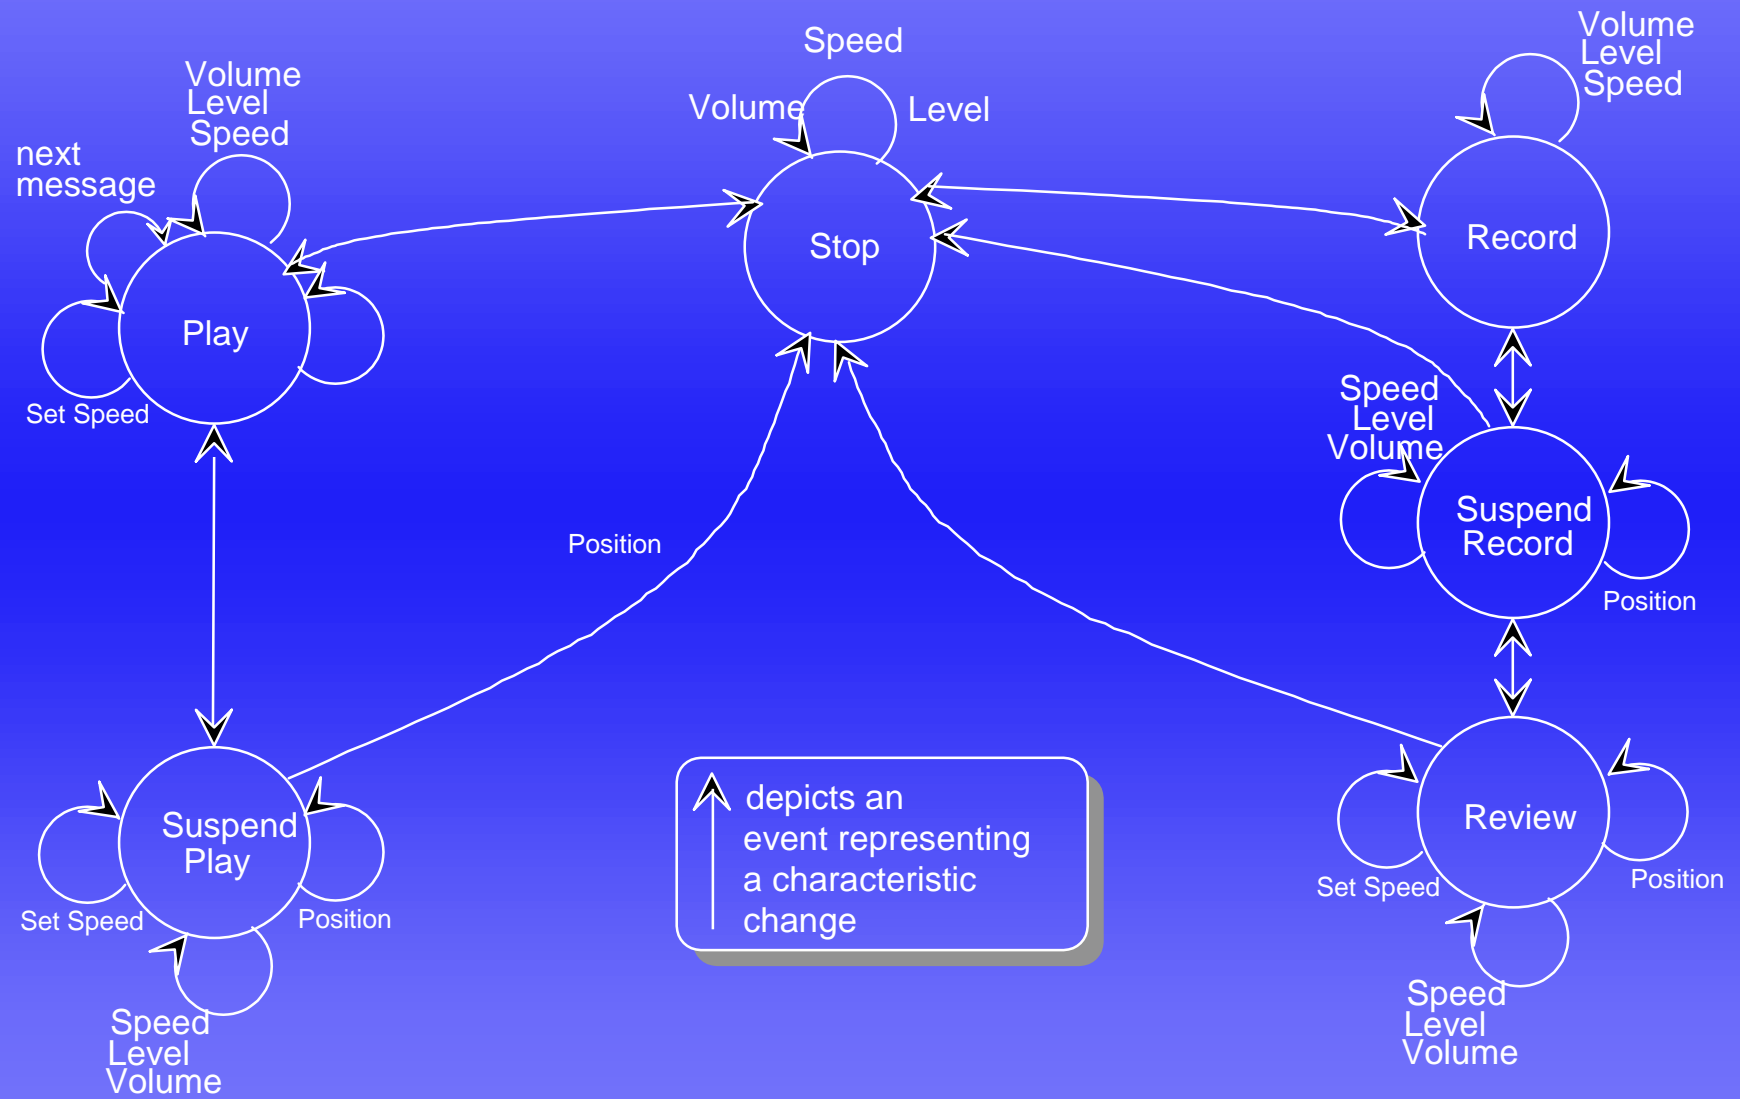 Volume
Level
Speed
next
message
Play
Set Speed
Speed
Volume
Level
Stop
Volume
Level
Speed
Record
Speed
Level
Volume
Suspend
Record
Position
Position
Suspend
Play
Set Speed
Position
Speed
Level
Volume
depicts an
event representing
a characteristic
change
Review
Set Speed
Position
Speed
Level
Volume